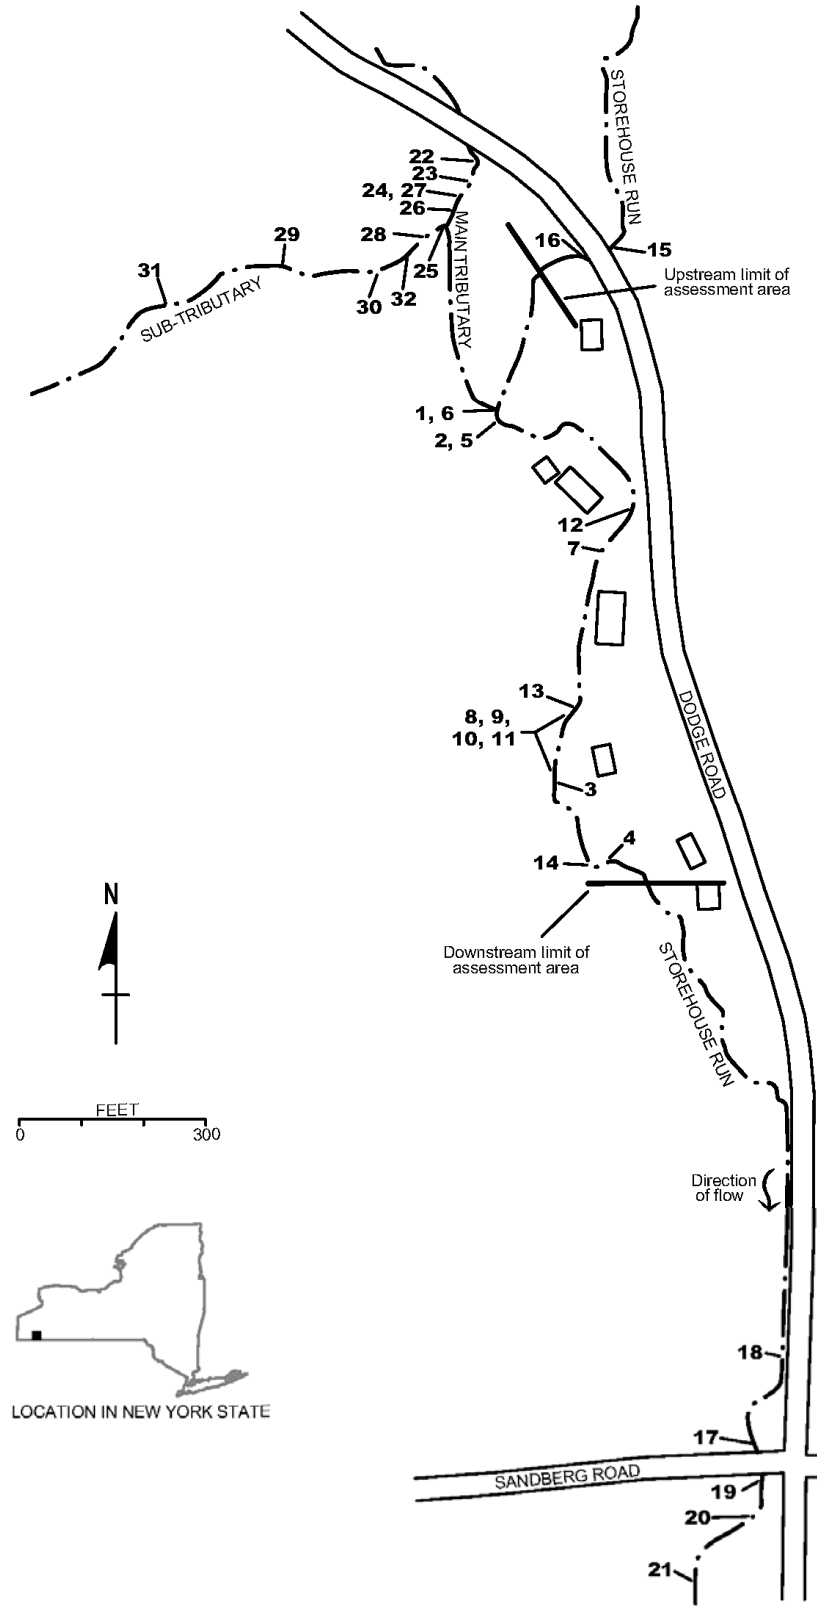 STOREHOUSE RUN
22
23
24, 27
26
28
25
29
31
30
32
SUB-TRIBUTARY
MAIN TRIBUTARY
16
15
Upstream limit of
assessment area
1, 6
2, 5
12
7
13
8, 9,
10, 11
3
DODGE ROAD
4
14
Downstream limit of
assessment area
STOREHOUSE RUN
N
FEET
0
300
Direction
of flow
LOCATION IN NEW YORK STATE
18
17
SANDBERG ROAD
19
20
21